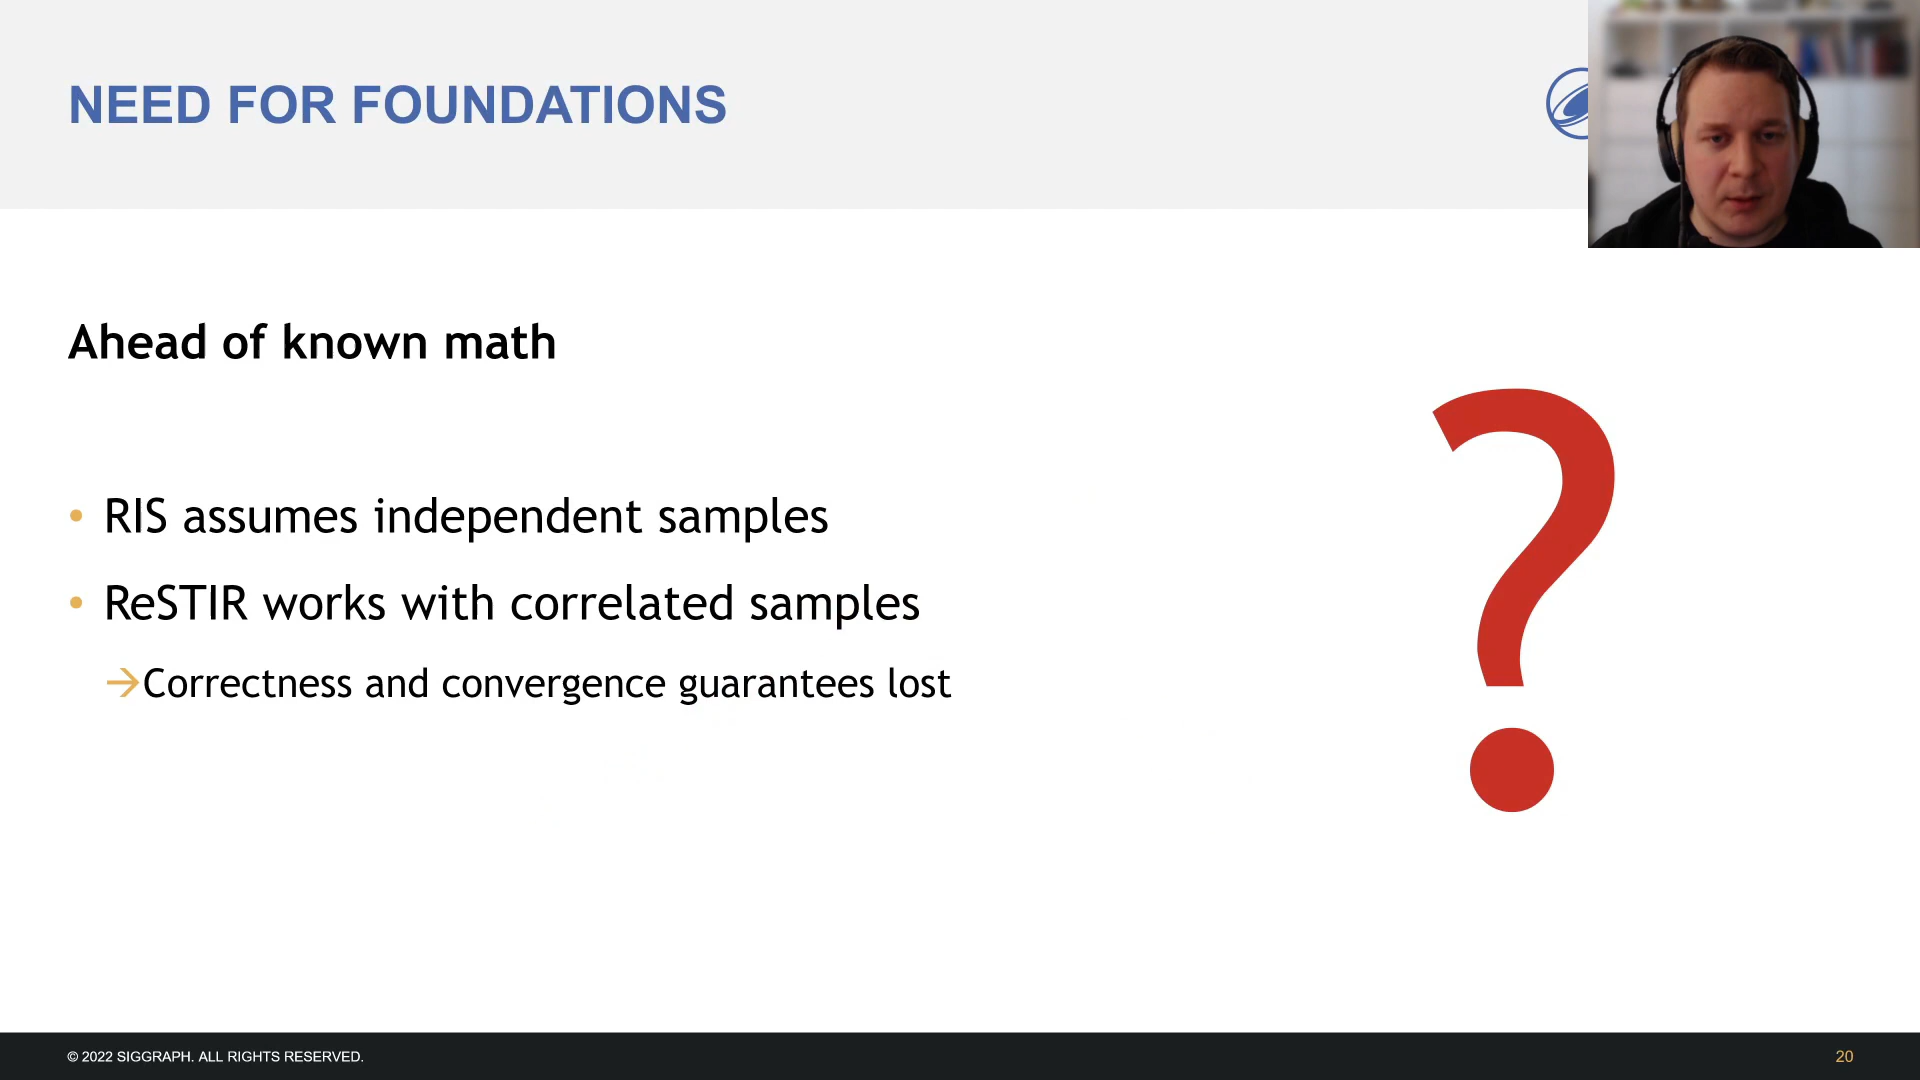 NEED FOR FOUNDATIONS
Ahead of known math
• RIS assumes independent samples
• ReSTIR works with correlated samples
→Correctness and convergence guarantees lost
?
© 2022 SIGGRAPH. ALL RIGHTS RESERVED.
20